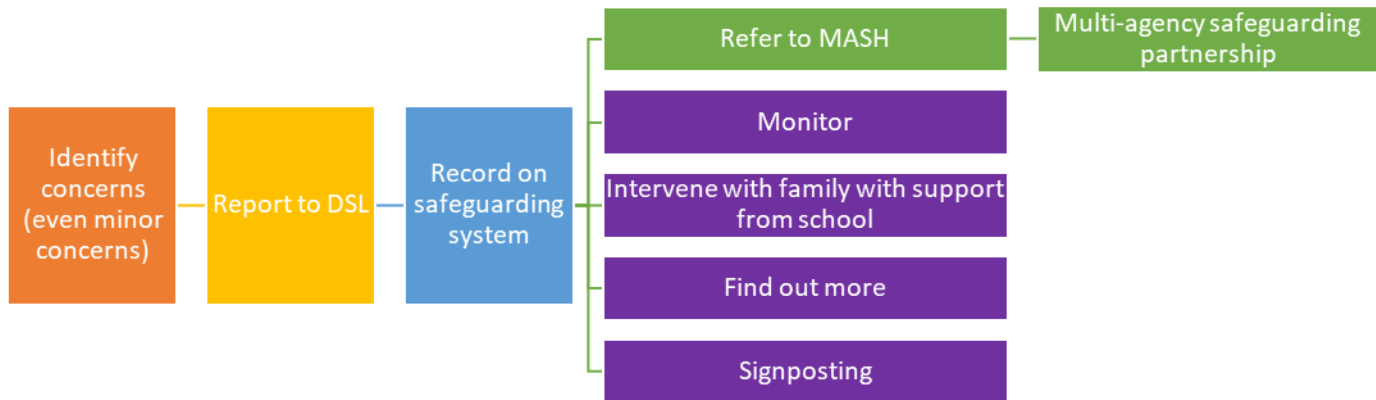 Identify
concerns
(even minor
concerns)
Report to DSL
Record on
safeguarding
system
Refer to MASH
Multi-agency safeguarding
partnership
Monitor
Intervene with family with support
from school
Find out more
Signposting